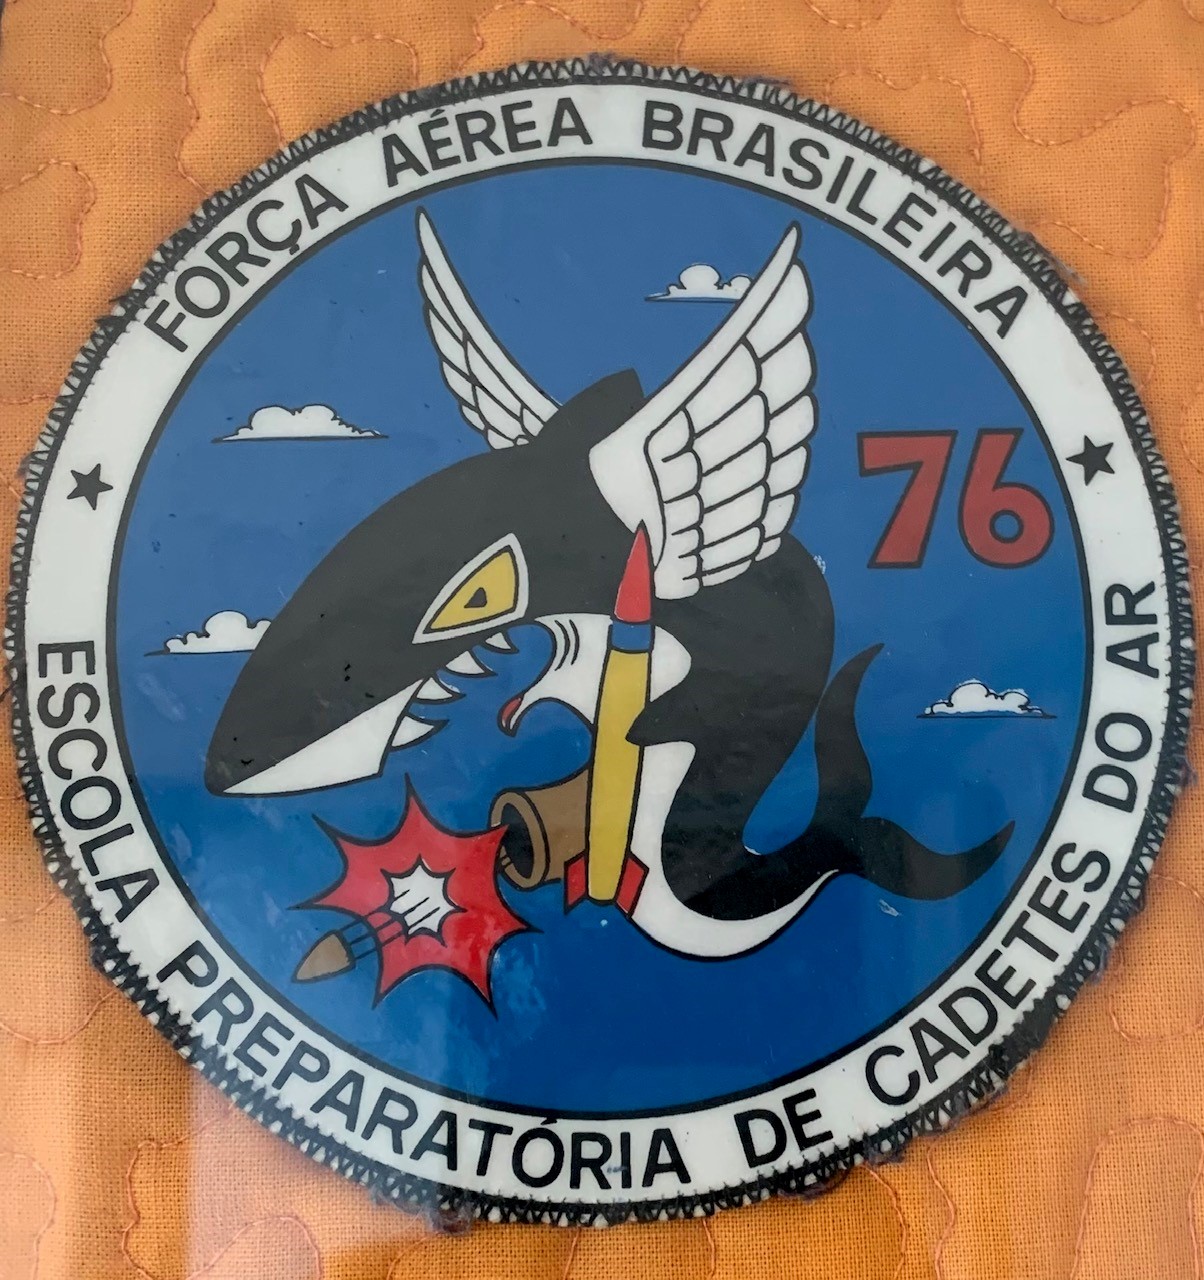 FORÇA AÉREA BRASILEIRA
76
ESCOLA PREPARATÓRIA DE CADETES DO AR